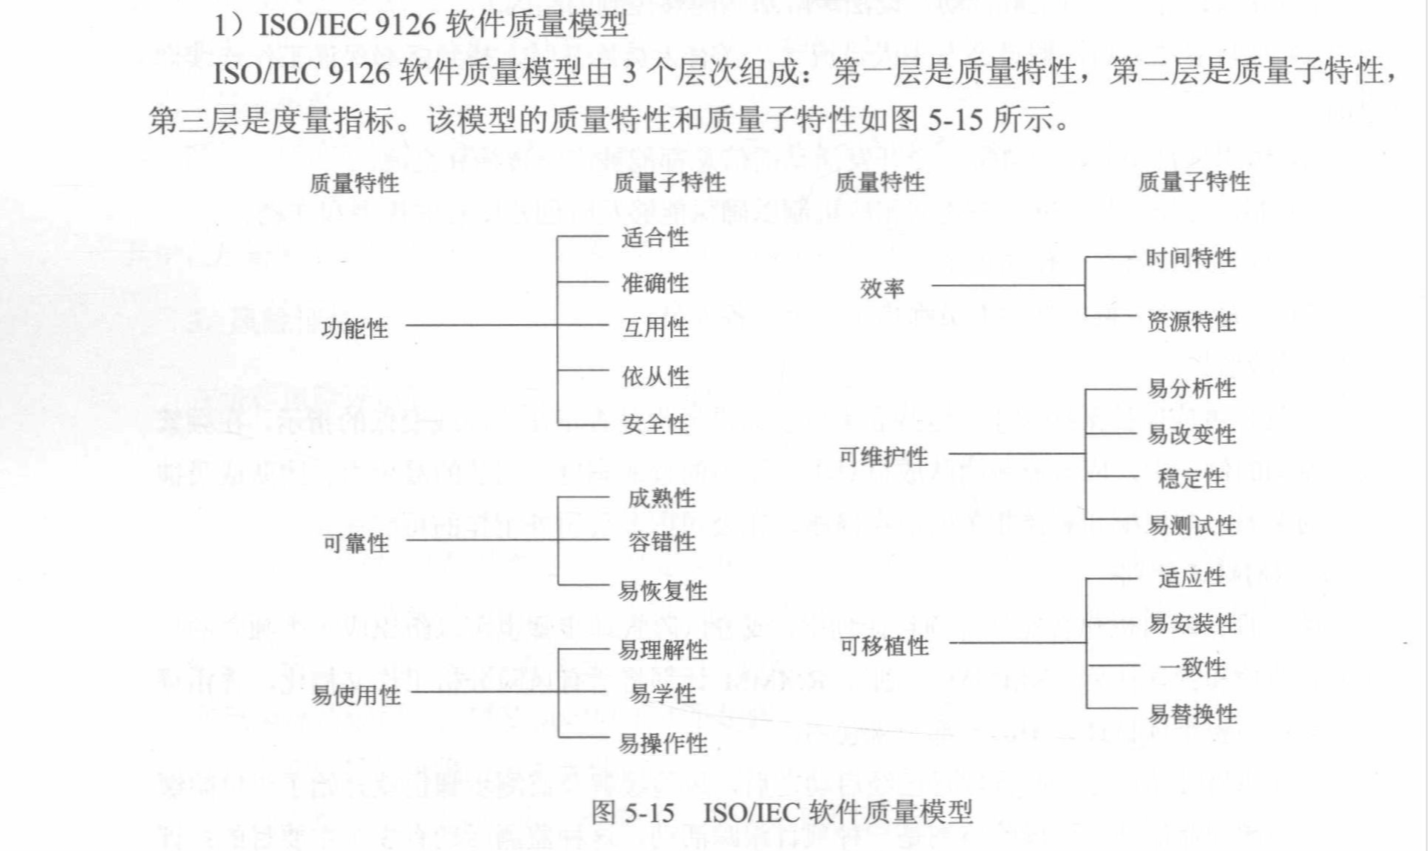 1）ISO/IEC 9126 软件质量模型
ISO/IEC 9126 软件质量模型由 3 个层次组成：第一层是质量特性，第二层是质量子特性，
第三层是度量指标。该模型的质量特性和质量子特性如图 5-15 所示。
质量特性 质量子特性 质量特性 质量子特性
功能性
适合性
准确性
互用性
依从性
安全性
可靠性
成熟性
容错性
易恢复性
易使用性
易理解性
易学性
易操作性
效率
时间特性
资源特性
可维护性
易分析性
易改变性
稳定性
易测试性
可移植性
适应性
易安装性
一致性
易替换性
图 5-15 ISO/IEC 软件质量模型